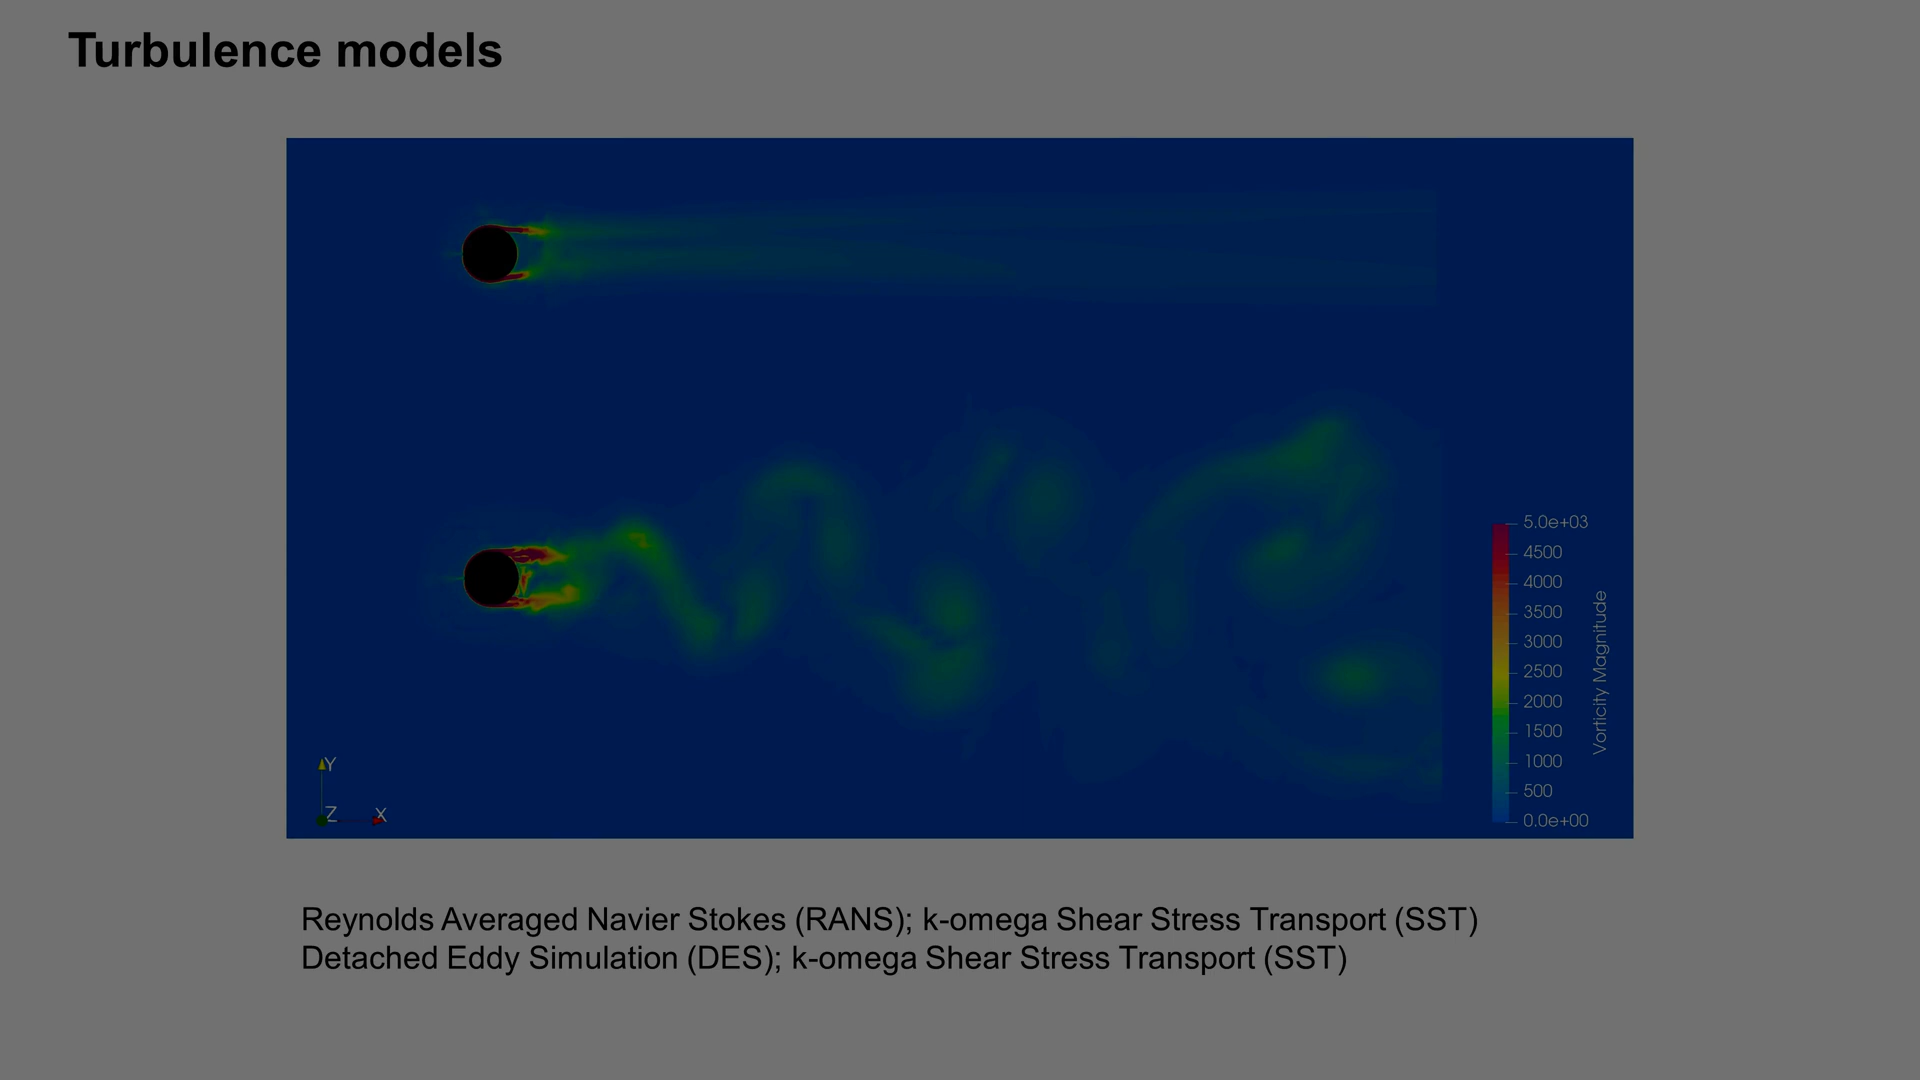 Turbulence models
5.0e+03
4500
4000
3500
3000
2500
2000
1500
1000
500
0.0e+00
Vorticity Magnitude
Y
Z
X
Reynolds Averaged Navier Stokes (RANS); k-omega Shear Stress Transport (SST)
Detached Eddy Simulation (DES); k-omega Shear Stress Transport (SST)